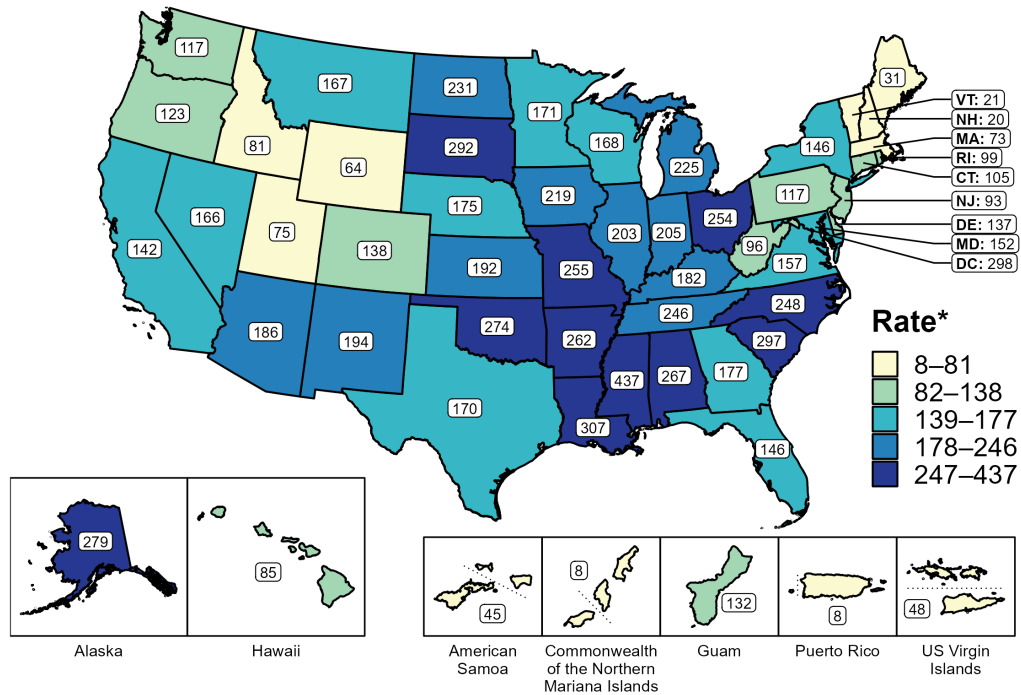 117
167
231
171
31
VT: 21
NH: 20
MA: 73
RI: 99
CT: 105
NJ: 93
DE: 137
MD: 152
DC: 298
123
81
64
292
168
225
146
117
166
75
138
175
219
203
205
254
96
157
142
192
255
182
248
186
194
274
262
246
297
437
267
177
170
307
146
Rate*
8–81
82–138
139–177
178–246
247–437
279
85
45
8
132
8
48
Alaska
Hawaii
American
Samoa
Commonwealth
of the Northern
Mariana Islands
Guam
Puerto Rico
US Virgin
Islands